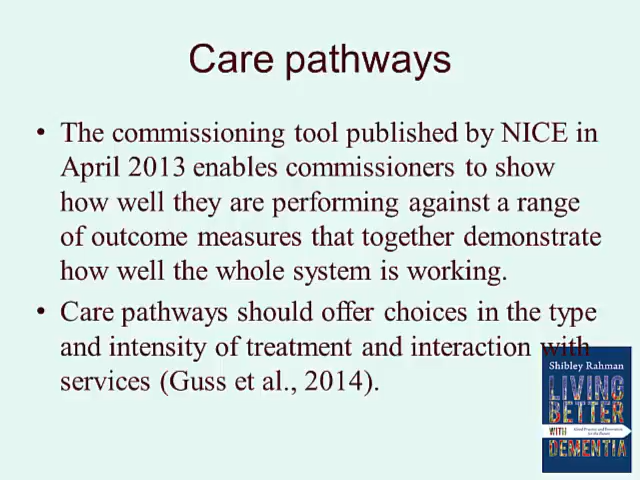 Care pathways
• The commissioning tool published by NICE in
April 2013 enables commissioners to show
how well they are performing against a range
of outcome measures that together demonstrate
how well the whole system is working.
• Care pathways should offer choices in the type
and intensity of treatment and interaction with
services (Guss et al., 2014).
Shibley Rahman
LIVING
BETTER
WITH
DEMENTIA